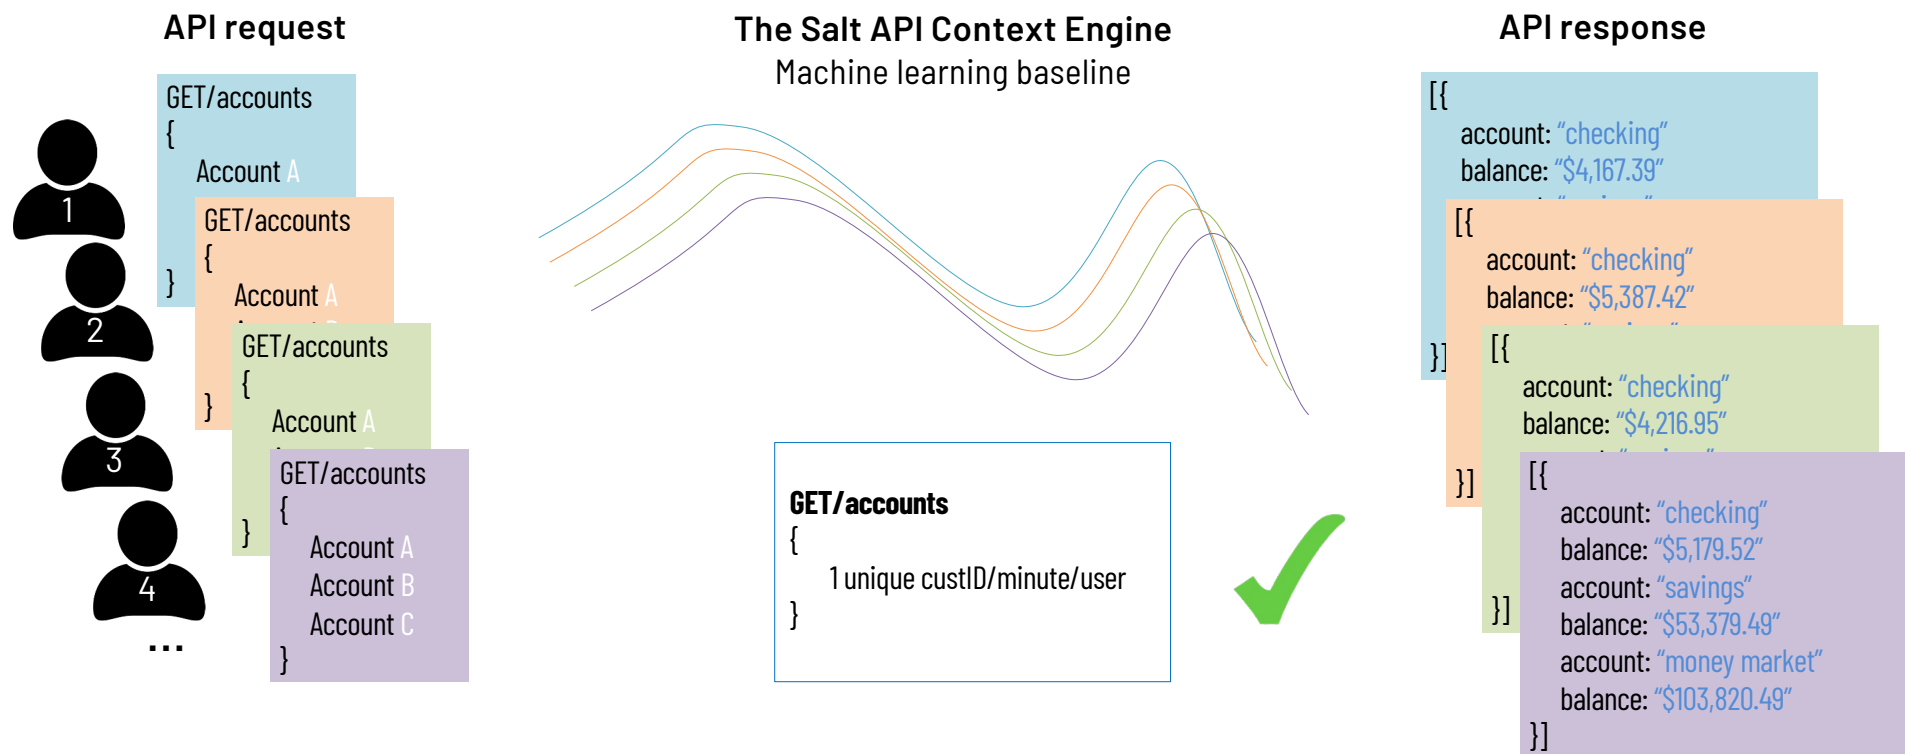 API request
The Salt API Context Engine
Machine learning baseline
API response
1
2
3
4
...
GET/accounts
{
Account A
}
GET/accounts
{
Account A
}
GET/accounts
{
Account A
}
GET/accounts
{
Account A
Account B
Account C
}
GET/accounts
{
1 unique custID/minute/user
}
[{
account: “checking”
balance: “$4,167.39”
}]
[{
account: “checking”
balance: “$5,387.42”
}]
[{
account: “checking”
balance: “$4,216.95”
}]
[{
account: “checking”
balance: “$5,179.52”
account: “savings”
balance: “$53,379.49”
account: “money market”
balance: “$103,820.49”
}]